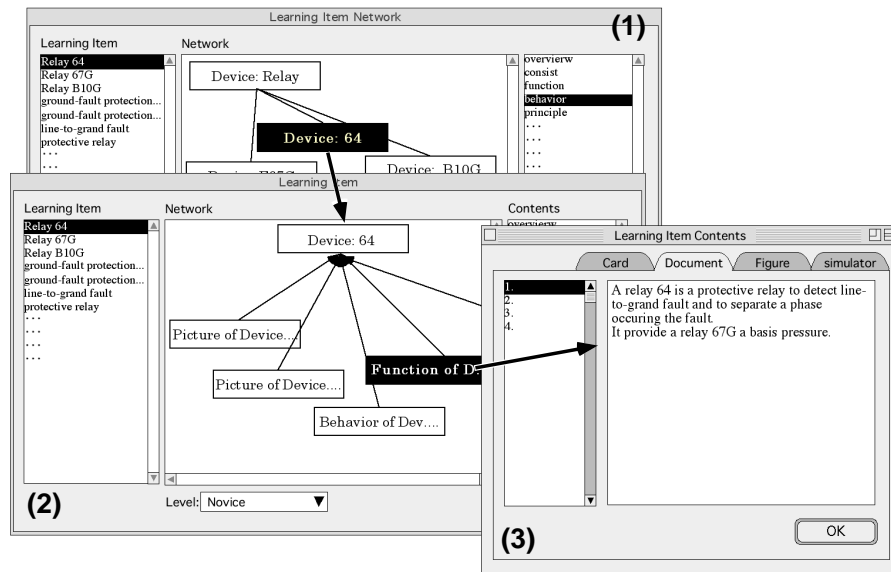 Learning Item Network
(1)
Learning Item
Network
Relay 64
Relay 67G
Relay B10G
ground-fault protection...
ground-fault protection...
line-to-grand fault
protective relay
...
...
Device: Relay
Device: 64
Device: B10G
overvierw
consist
function
behavior
principle
...
...
...
Learning Item
Learning Item
Network
Contents
Relay 64
Relay 67G
Relay B10G
ground-fault protection...
ground-fault protection...
line-to-grand fault
protective relay
...
...
...
...
Device: 64
Picture of Device....
Picture of Device....
Function of D.
Behavior of Dev....
(2)
Level: Novice
Learning Item Contents
Card
Document
Figure
simulator
1.
2.
3.
4.
A relay 64 is a protective relay to detect line-
to-grand fault and to separate a phase
occuring the fault.
It provide a relay 67G a basis pressure.
(3)
OK